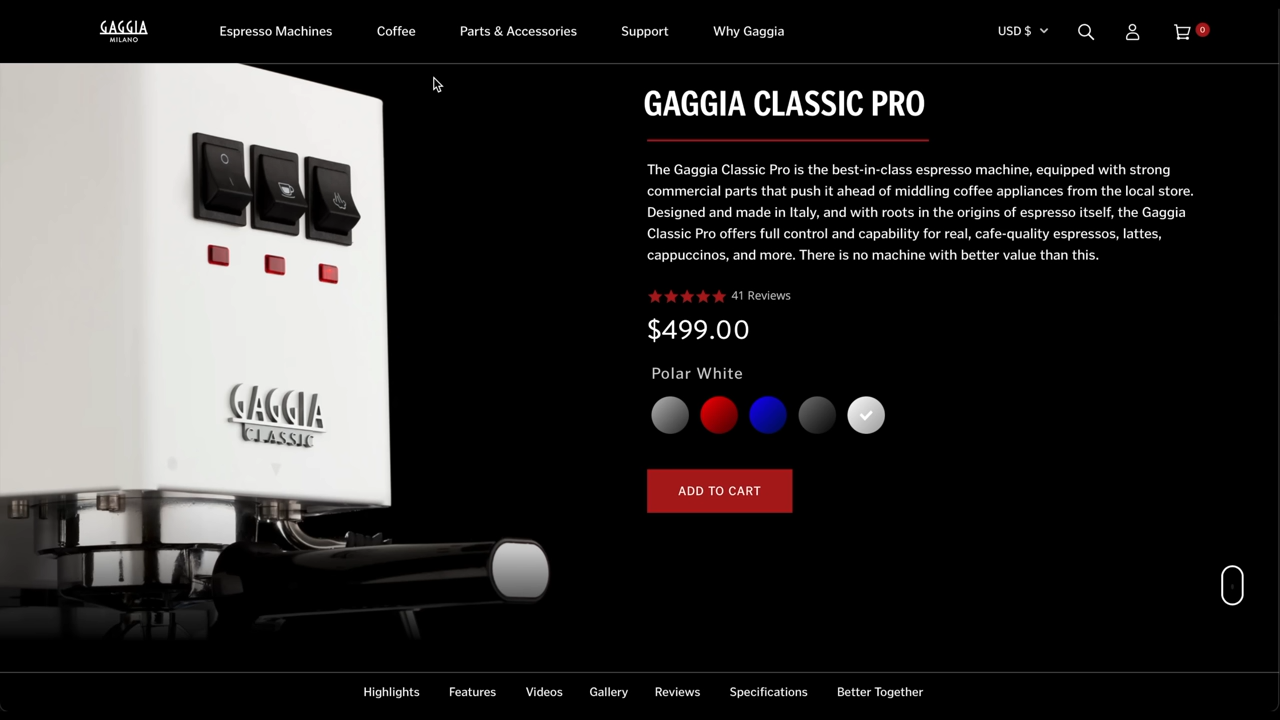 GAGGIA
MILANO
Espresso Machines
Coffee
Parts & Accessories
Support
Why Gaggia
USD $
0
GAGGIA CLASSIC PRO
The Gaggia Classic Pro is the best-in-class espresso machine, equipped with strong
commercial parts that push it ahead of middling coffee appliances from the local store.
Designed and made in Italy, and with roots in the origins of espresso itself, the Gaggia
Classic Pro offers full control and capability for real, cafe-quality espressos, lattes,
cappuccinos, and more. There is no machine with better value than this.
41 Reviews
$499.00
Polar White
ADD TO CART
GAGGIA
CLASSIC
Highlights
Features
Videos
Gallery
Reviews
Specifications
Better Together